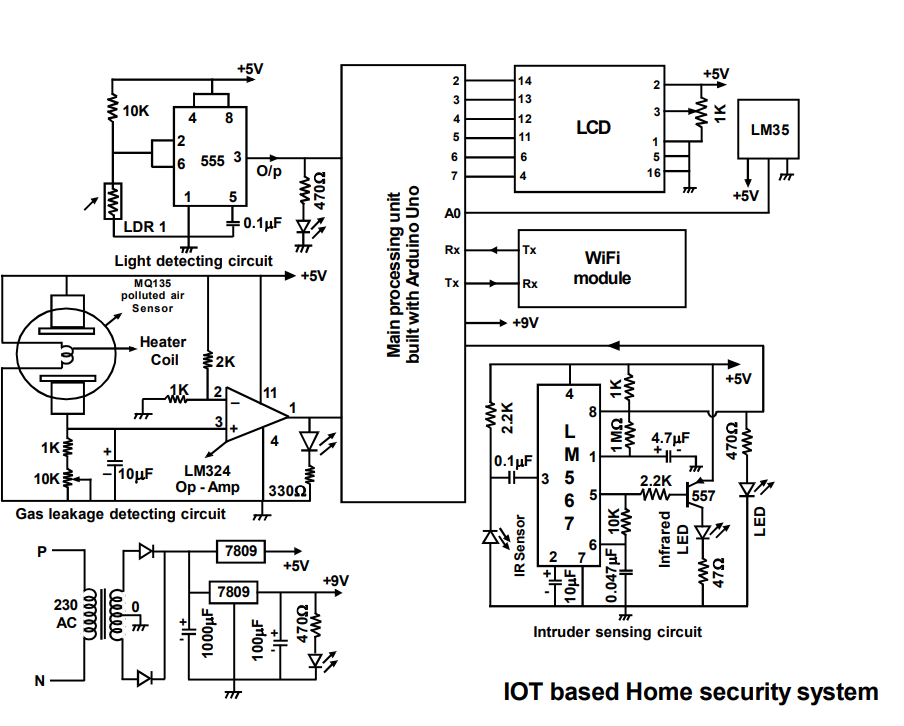 +5V
10K
4 8
2
6
555
3
O/p
1 5
LDR 1
0.1µF
470Ω
Light detecting circuit
+5V
MQ135
polluted air
Sensor
Heater
Coil
2K
1K
2
3
−
+
11
1
4
LM324
Op - Amp
1K
10K
+
−
10µF
330Ω
Gas leakage detecting circuit
Main processing unit
built with Arduino Uno
2
3
4
5
6
7
A0
Rx
Tx
14
13
12
11
6
4
LCD
2
3
1
5
16
+5V
1K
LM35
+5V
Tx
Rx
WiFi
module
+9V
+5V
2.2K
0.1µF
IR Sensor
4
8
3
1
5
6
2 7
L
M
5
6
7
1K
1MΩ
4.7µF
+ -
2.2K
557
10K
0.047µF
+
-
10µF
Infrared
LED
47Ω
470Ω
LED
Intruder sensing circuit
P
230
AC
N
0
7809
+5V
7809
+9V
+
-
1000µF
+
-
100µF
470Ω
IOT based Home security system